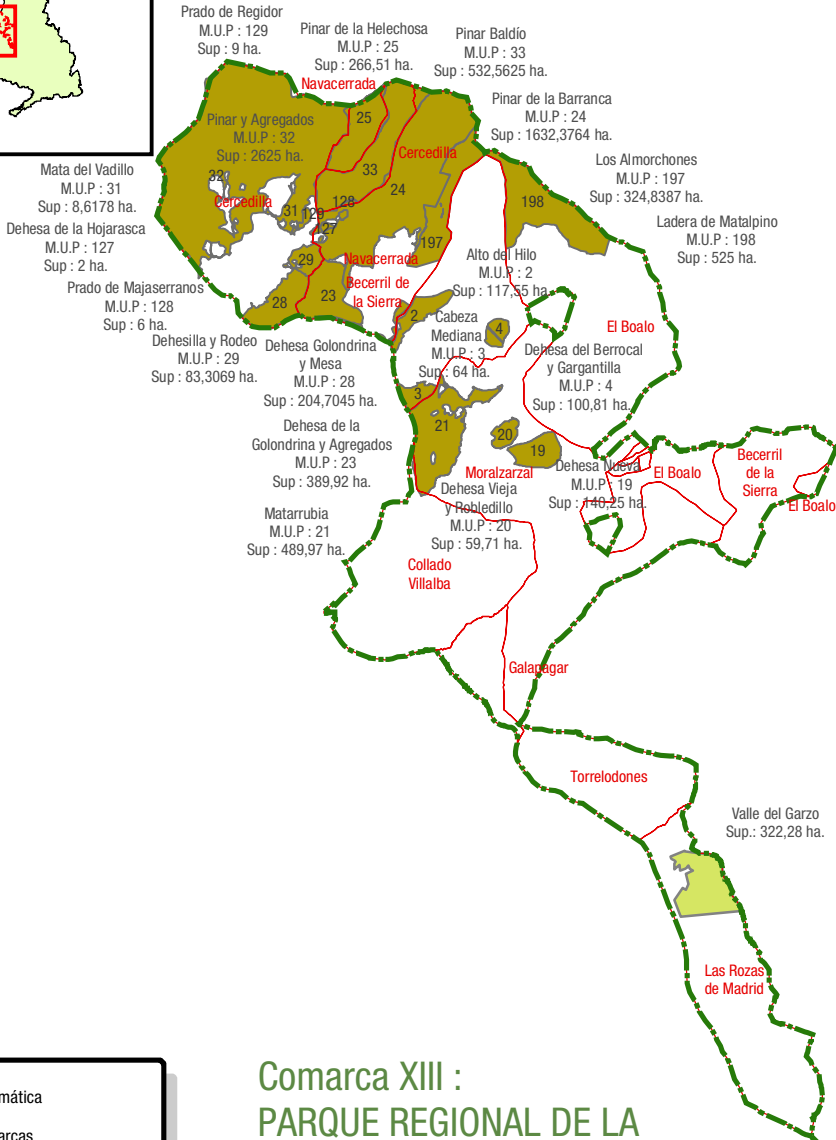 Prado de Regidor
M.U.P : 129
Sup : 9 ha.
Pinar de la Helechosa
M.U.P : 25
Sup : 266,51 ha.
Pinar Baldío
M.U.P : 33
Sup : 532,5625 ha.
Navacerrada
Pinar de la Barranca
M.U.P : 24
Sup : 1632,3764 ha.
Pinar y Agregados
M.U.P : 32
Sup : 2625 ha.
25
Cercedilla
33
24
Los Almorchones
M.U.P : 197
Sup : 324,8387 ha.
Mata del Vadillo
M.U.P : 31
Sup : 8,6178 ha.
32
Cercedilla
31
129
128
127
198
Ladera de Matalpino
M.U.P : 198
Sup : 525 ha.
Dehesa de la Hojarasca
M.U.P : 127
Sup : 2 ha.
197
Navacerrada
29
Becerril de
la Sierra
Alto del Hilo
M.U.P : 2
Sup : 117,55 ha.
Prado de Majaserranos
M.U.P : 128
Sup : 6 ha.
28
23
2
4
El Boalo
Cabeza
Mediana
M.U.P : 3
Sup : 64 ha.
Dehesilla y Rodeo
M.U.P : 29
Sup : 83,3069 ha.
Dehesa Golondrina
y Mesa
M.U.P : 28
Sup : 204,7045 ha.
Dehesa del Berrocal
y Gargantilla
M.U.P : 4
Sup : 100,81 ha.
3
21
20
19
Dehesa de la
Golondrina y Agregados
M.U.P : 23
Sup : 389,92 ha.
Moralzarzal
Dehesa Nueva
M.U.P : 19
Sup : 140,25 ha.
El Boalo
Becerril
de la
Sierra
El Boalo
Dehesa Vieja
y Robledillo
M.U.P : 20
Sup : 59,71 ha.
Matarrubia
M.U.P : 21
Sup : 489,97 ha.
Collado
Villalba
Galapagar
Torrelodones
Valle del Garzo
Sup.: 322,28 ha.
Las Rozas
de Madrid
mática
arcas
Comarca XIII :
PARQUE REGIONAL DE LA